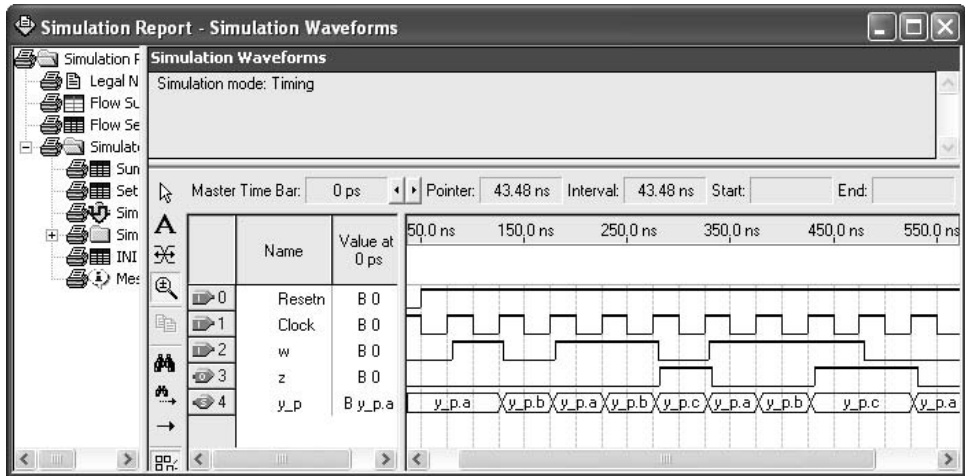 Simulation Report - Simulation Waveforms
Simulation F
Legal N
Flow Su
Flow Se
Simulate
Sun
Set
Sim
Sim
INI
Mes
Simulation Waveforms
Simulation mode: Timing
Master Time Bar: 0 ps Pointer: 43.48 ns Interval: 43.48 ns Start: End:
A
Name Value at 0 ps 50.0 ns 150.0 ns 250.0 ns 350.0 ns 450.0 ns 550.0 ns
0 Resetn B 0
1 Clock B 0
2 w B 0
3 z B 0
4 y_p B y_p.a y_p.a y_p.b y_p.a y_p.b y_p.c y_p.a y_p.b y_p.c y_p.a